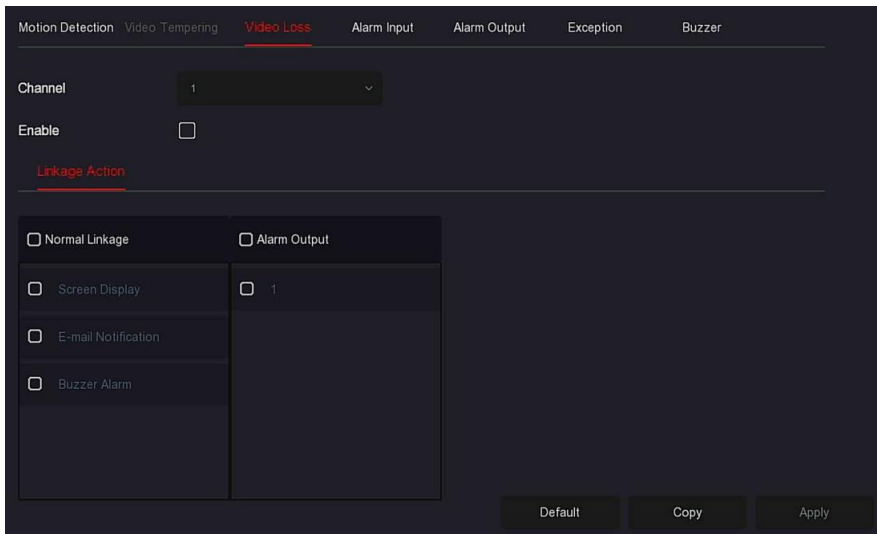 Motion Detection Video Tempering Video Loss Alarm Input Alarm Output Exception Buzzer
Channel 1
Enable
Linkage Action
Normal Linkage Alarm Output
Screen Display 1
E-mail Notification
Buzzer Alarm
Default Copy Apply